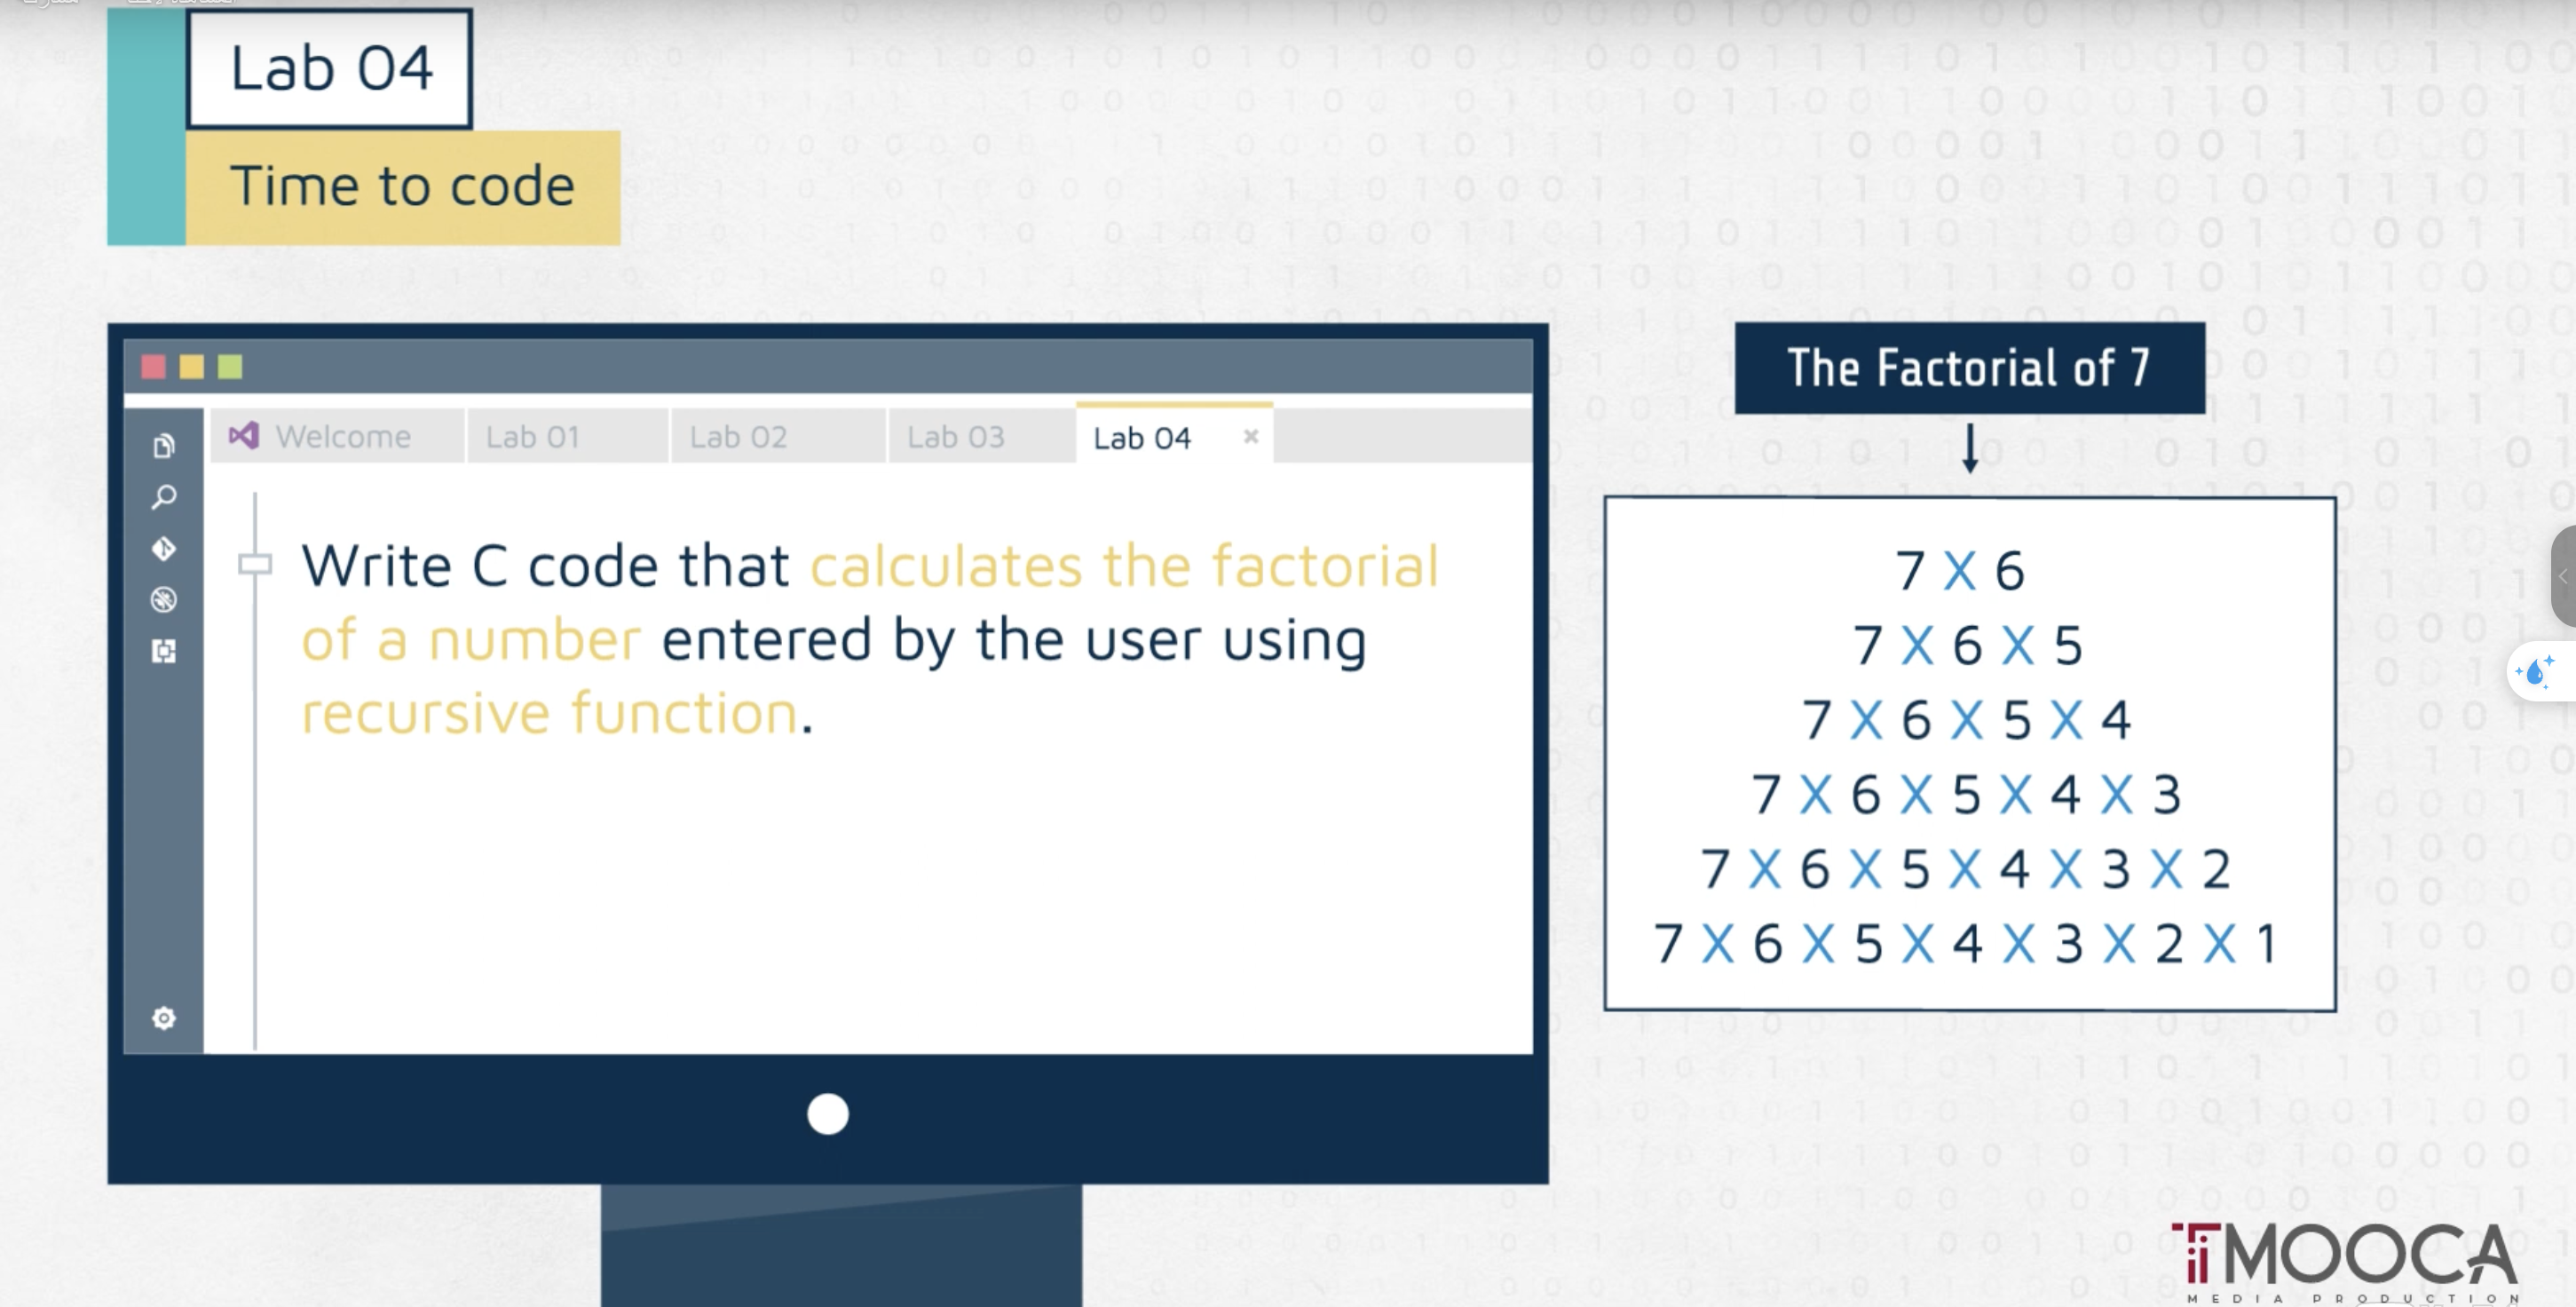 Lab 04
Time to code
Welcome
Lab 01
Lab 02
Lab 03
Lab 04
Write C code that calculates the factorial
of a number entered by the user using
recursive function.
The Factorial of 7
7 X 6
7 X 6 X 5
7 X 6 X 5 X 4
7 X 6 X 5 X 4 X 3
7 X 6 X 5 X 4 X 3 X 2
7 X 6 X 5 X 4 X 3 X 2 X 1
iTi MOOCA
MEDIA PRODUCTION